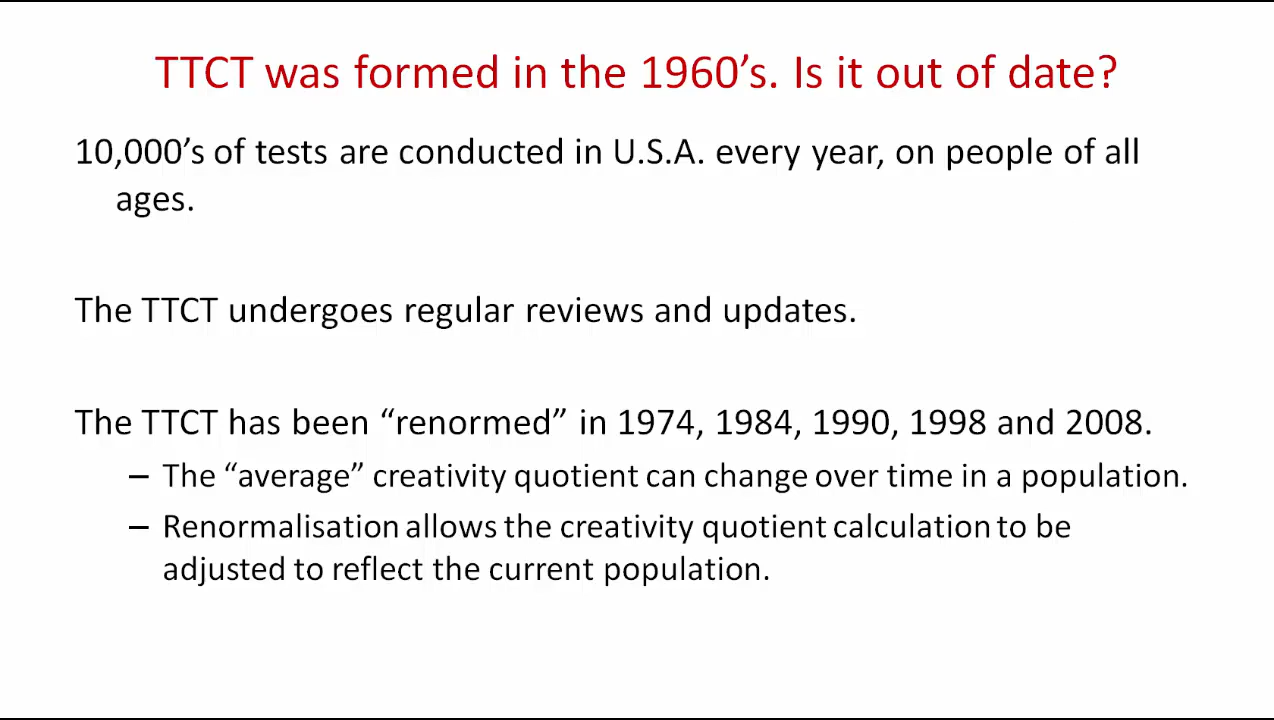 TTCT was formed in the 1960’s. Is it out of date?
10,000’s of tests are conducted in U.S.A. every year, on people of all
ages.
The TTCT undergoes regular reviews and updates.
The TTCT has been “renormed” in 1974, 1984, 1990, 1998 and 2008.
– The “average” creativity quotient can change over time in a population.
– Renormalisation allows the creativity quotient calculation to be
adjusted to reflect the current population.